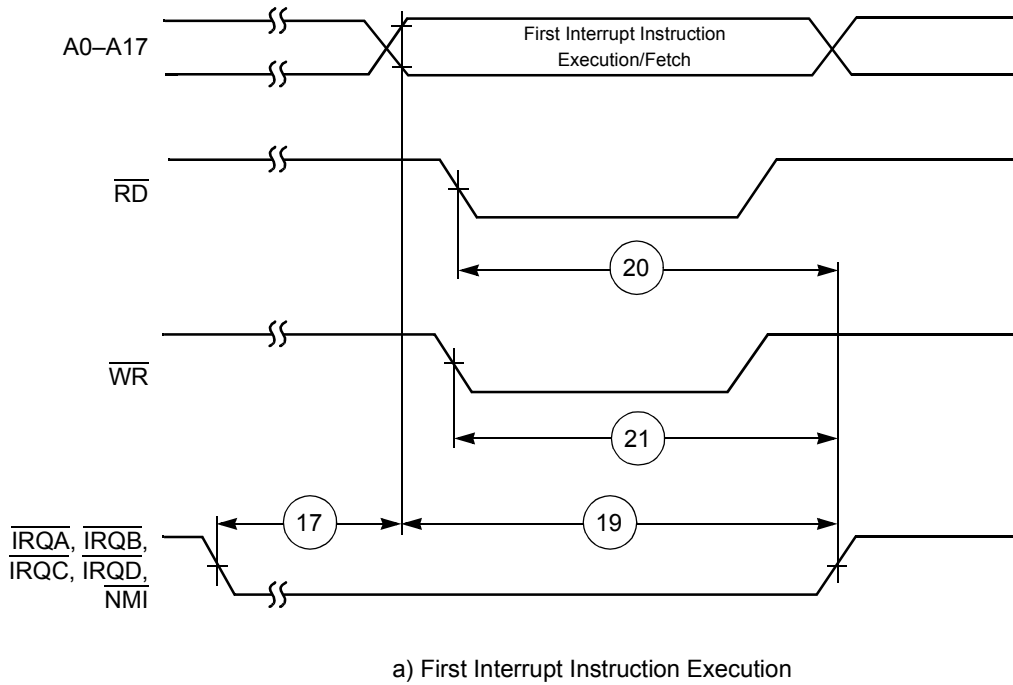 A0–A17
First Interrupt Instruction
Execution/Fetch
RD
20
WR
21
17
19
IRQA, IRQB,
IRQC, IRQD,
NMI
a) First Interrupt Instruction Execution